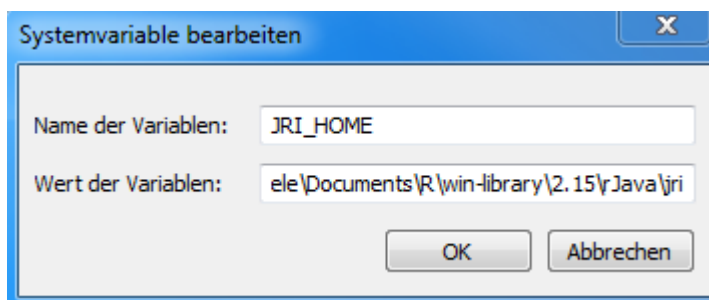 Systemvariable bearbeiten
Name der Variablen: JRI_HOME
Wert der Variablen: ele\Documents\R\win-library\2.15\rJava\jri
OK Abbrechen